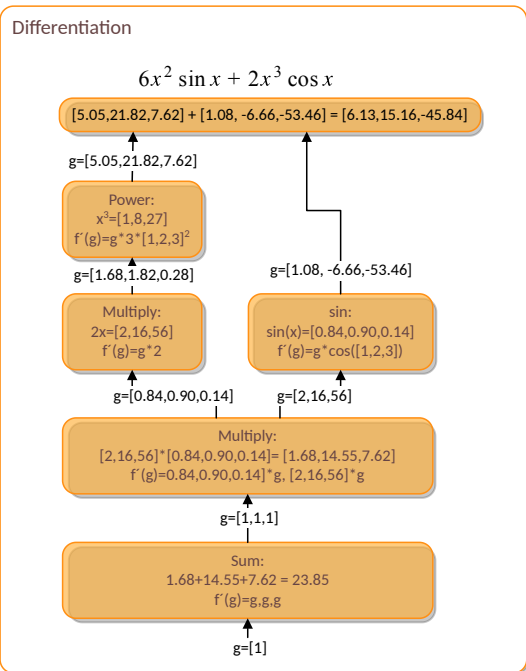 Differentiation
6x² sin x + 2x³ cos x
[5.05,21.82,7.62] + [1.08, -6.66,-53.46] = [6.13,15.16,-45.84]
g=[5.05,21.82,7.62]
Power:
x³=[1,8,27]
f´(g)=g*3*[1,2,3]²
g=[1.68,1.82,0.28]
g=[1.08, -6.66,-53.46]
Multiply:
2x=[2,16,56]
f´(g)=g*2
sin:
sin(x)=[0.84,0.90,0.14]
f´(g)=g*cos([1,2,3])
g=[0.84,0.90,0.14]
g=[2,16,56]
Multiply:
[2,16,56]*[0.84,0.90,0.14]= [1.68,14.55,7.62]
f´(g)=0.84,0.90,0.14]*g, [2,16,56]*g
g=[1,1,1]
Sum:
1.68+14.55+7.62 = 23.85
f´(g)=g,g,g
g=[1]